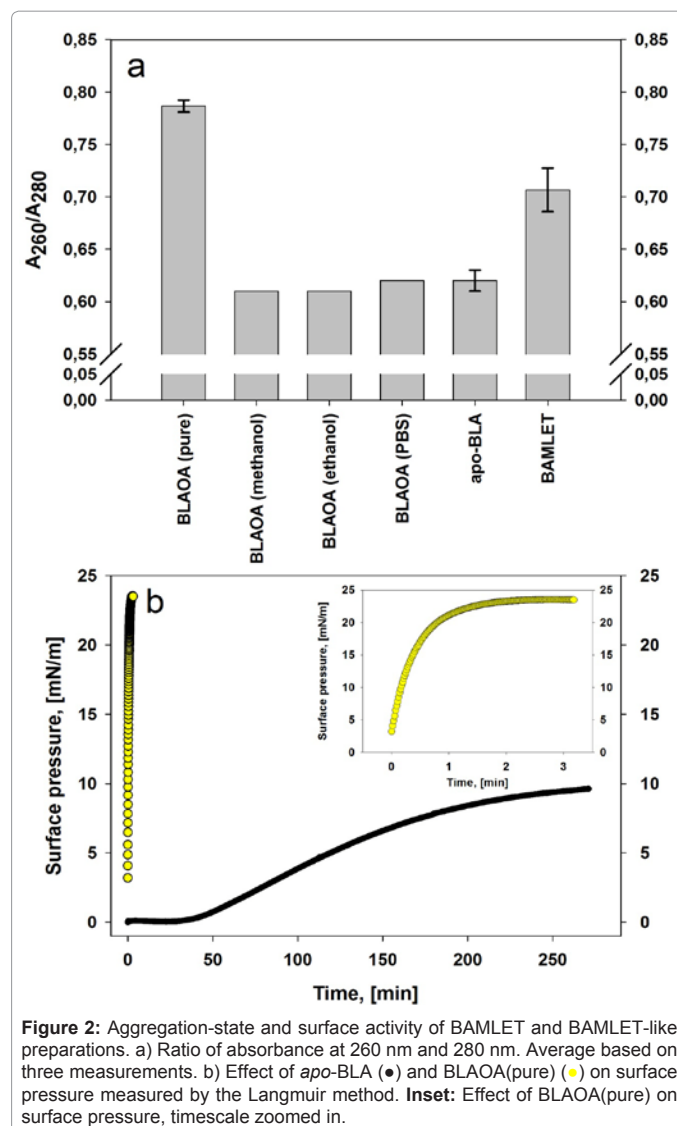 0,85 0,85
a
0,80 0,80
0,75 0,75
0,70 0,70
0,65 0,65
0,60 0,60
0,55 0,55
0,05 0,05
0,00 0,00
A260/A280
BLAOA (pure)
BLAOA (methanol)
BLAOA (ethanol)
BLAOA (PBS)
apo-BLA
BAMLET
25 25
b
20 20
15 15
10 10
5 5
0 0
Surface pressure, [mN/m]
25 25
20 20
15 15
10 10
5 5
0 0
Surface pressure, [mN/m]
0 1 2 3
Time, [min]
0 50 100 150 200 250
Time, [min]
Figure 2: Aggregation-state and surface activity of BAMLET and BAMLET-like
preparations. a) Ratio of absorbance at 260 nm and 280 nm. Average based on
three measurements. b) Effect of apo-BLA (●) and BLAOA(pure) (●) on surface
pressure measured by the Langmuir method. Inset: Effect of BLAOA(pure) on
surface pressure, timescale zoomed in.